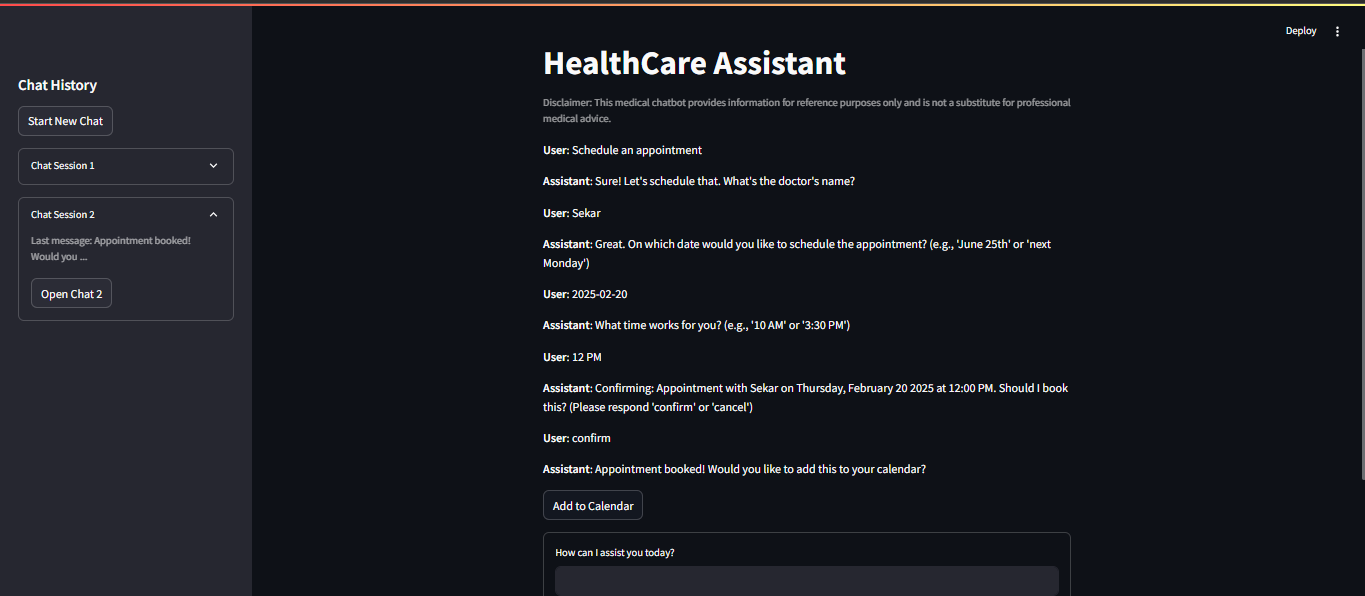 Deploy
Chat History
Start New Chat
Chat Session 1
Chat Session 2
Last message: Appointment booked!
Would you ...
Open Chat 2
HealthCare Assistant
Disclaimer: This medical chatbot provides information for reference purposes only and is not a substitute for professional
medical advice.
User: Schedule an appointment
Assistant: Sure! Let's schedule that. What's the doctor's name?
User: Sekar
Assistant: Great. On which date would you like to schedule the appointment? (e.g., 'June 25th' or 'next
Monday')
User: 2025-02-20
Assistant: What time works for you? (e.g., '10 AM' or '3:30 PM')
User: 12 PM
Assistant: Confirming: Appointment with Sekar on Thursday, February 20 2025 at 12:00 PM. Should I book
this? (Please respond 'confirm' or 'cancel')
User: confirm
Assistant: Appointment booked! Would you like to add this to your calendar?
Add to Calendar
How can I assist you today?